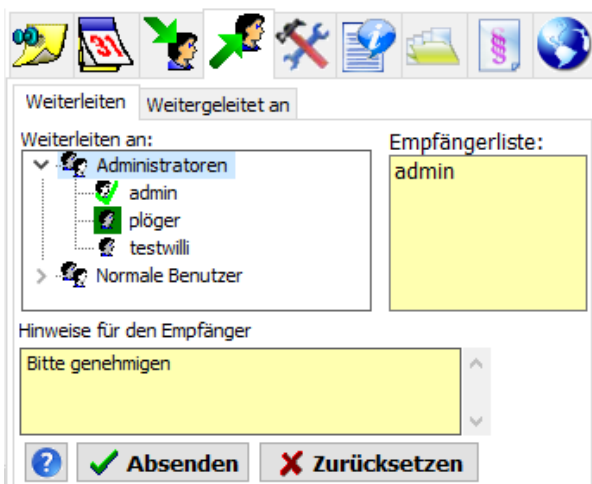 31
§
Weiterleiten
Weitergeleitet an
Weiterleiten an:
Administratoren
admin
plöger
testwilli
Normale Benutzer
Empfängerliste:
admin
Hinweise für den Empfänger
Bitte genehmigen
?
Absenden
Zurücksetzen